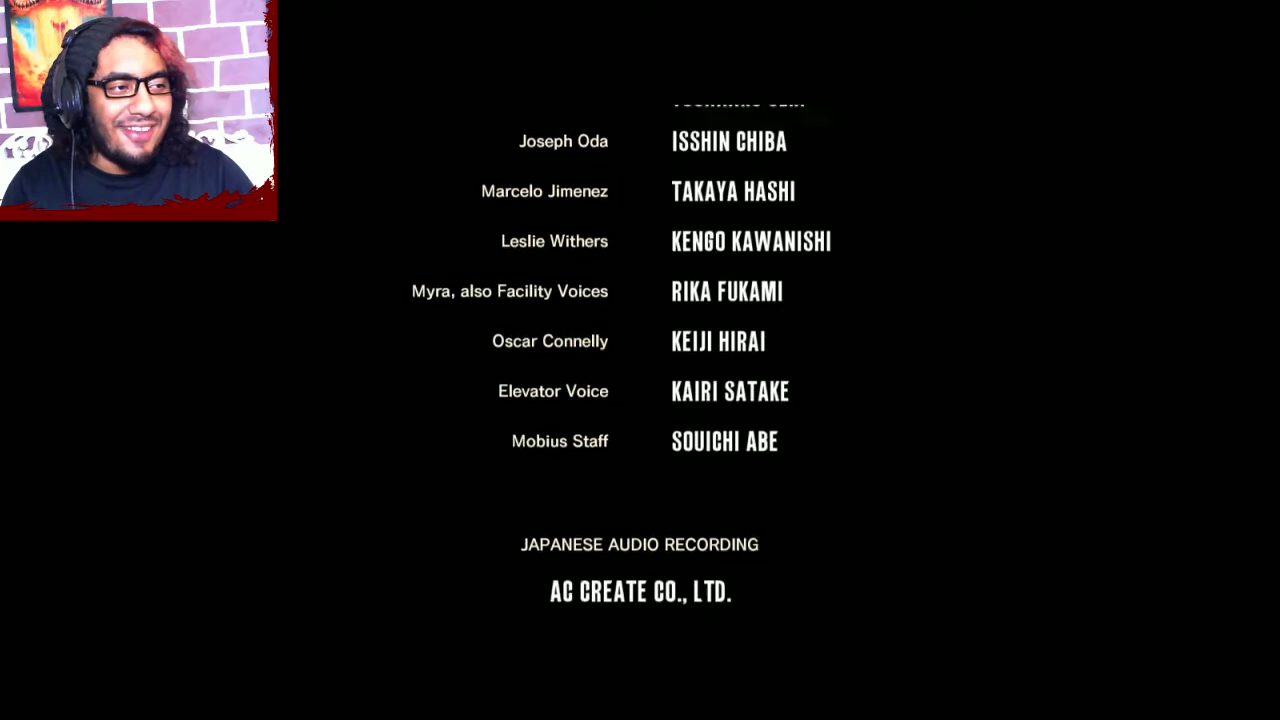 Joseph Oda ISSHIN CHIBA
Marcelo Jimenez TAKAYA HASHI
Leslie Withers KENGO KAWANISHI
Myra, also Facility Voices RIKA FUKAMI
Oscar Connelly KEIJI HIRAI
Elevator Voice KAIRI SATAKE
Mobius Staff SOUICHI ABE
JAPANESE AUDIO RECORDING
AC CREATE CO., LTD.